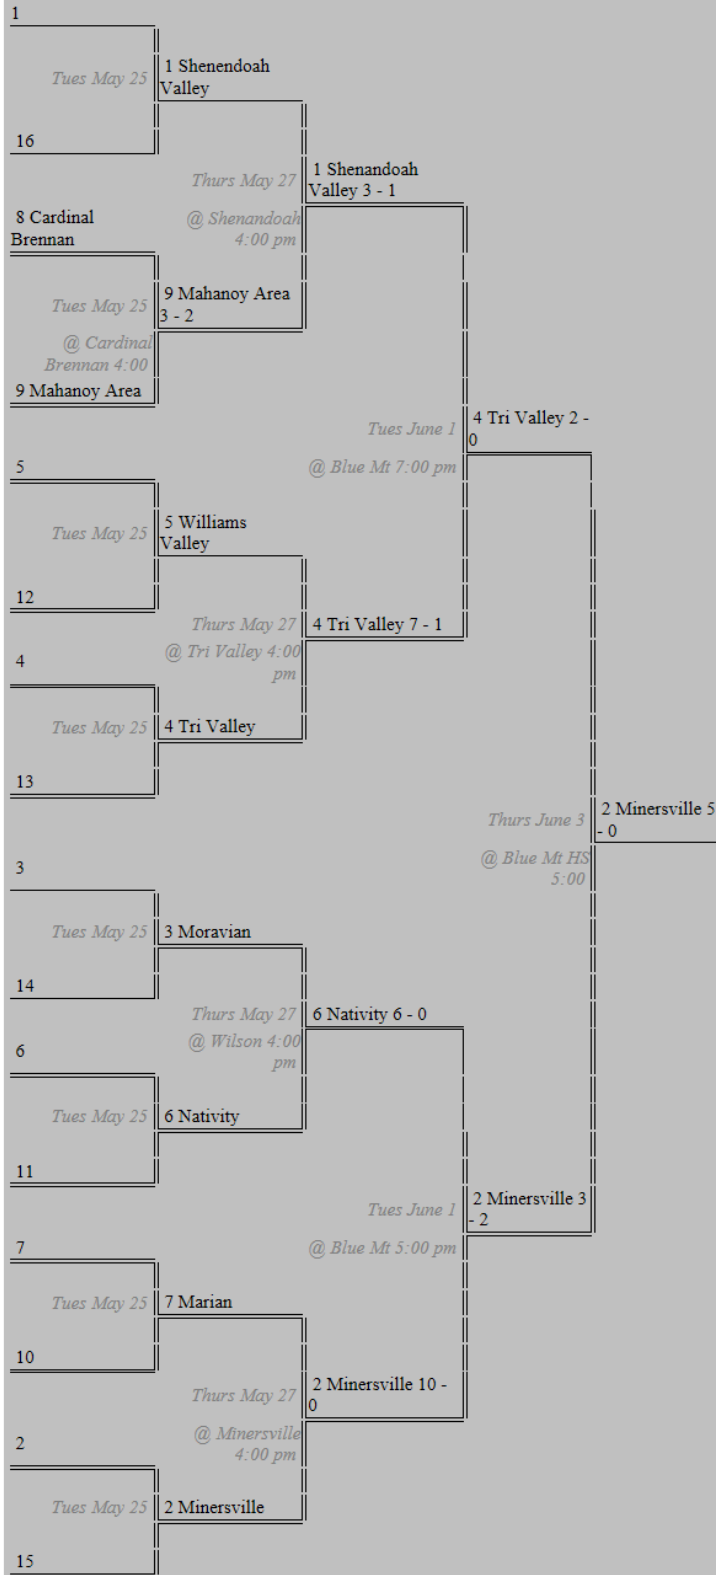 1
1 Shenendoah
Valley
Tues May 25
16
1 Shenandoah
Valley 3 - 1
Thurs May 27
@ Shenandoah
4:00 pm
8 Cardinal
Brennan
9 Mahanoy Area
3 - 2
Tues May 25
@ Cardinal
Brennan 4:00
9 Mahanoy Area
4 Tri Valley 2 -
0
Tues June 1
@ Blue Mt 7:00 pm
5
5 Williams
Valley
Tues May 25
12
Thurs May 27
4 Tri Valley 7 - 1
@ Tri Valley 4:00
pm
4
Tues May 25
4 Tri Valley
13
2 Minersville 5
- 0
Thurs June 3
@ Blue Mt HS
5:00
3
Tues May 25
3 Moravian
14
Thurs May 27
6 Nativity 6 - 0
@ Wilson 4:00
pm
6
Tues May 25
6 Nativity
11
2 Minersville 3
- 2
Tues June 1
@ Blue Mt 5:00 pm
7
Tues May 25
7 Marian
10
2 Minersville 10 -
0
Thurs May 27
@ Minersville
4:00 pm
2
Tues May 25
2 Minersville
15